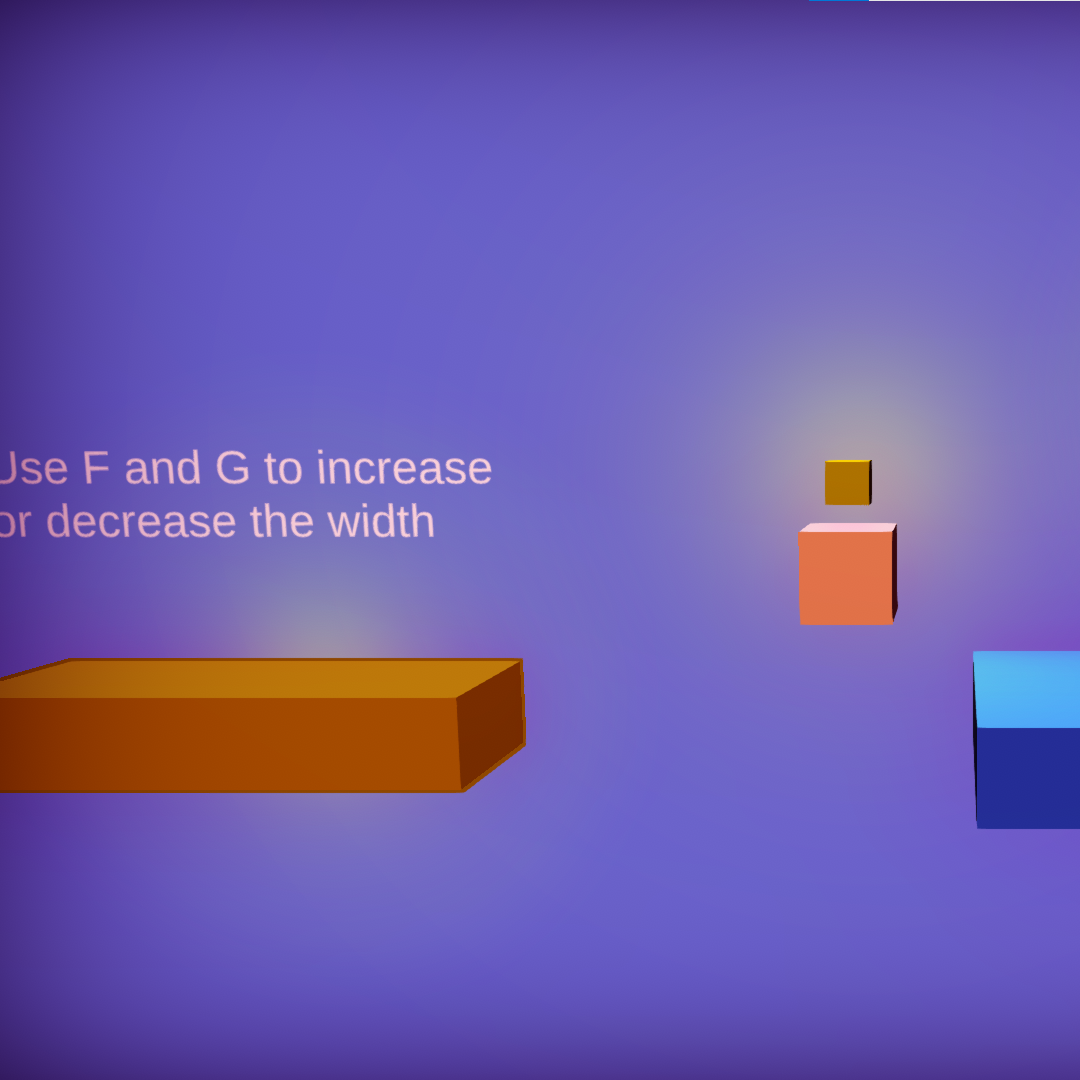 Use F and G to increase
or decrease the width